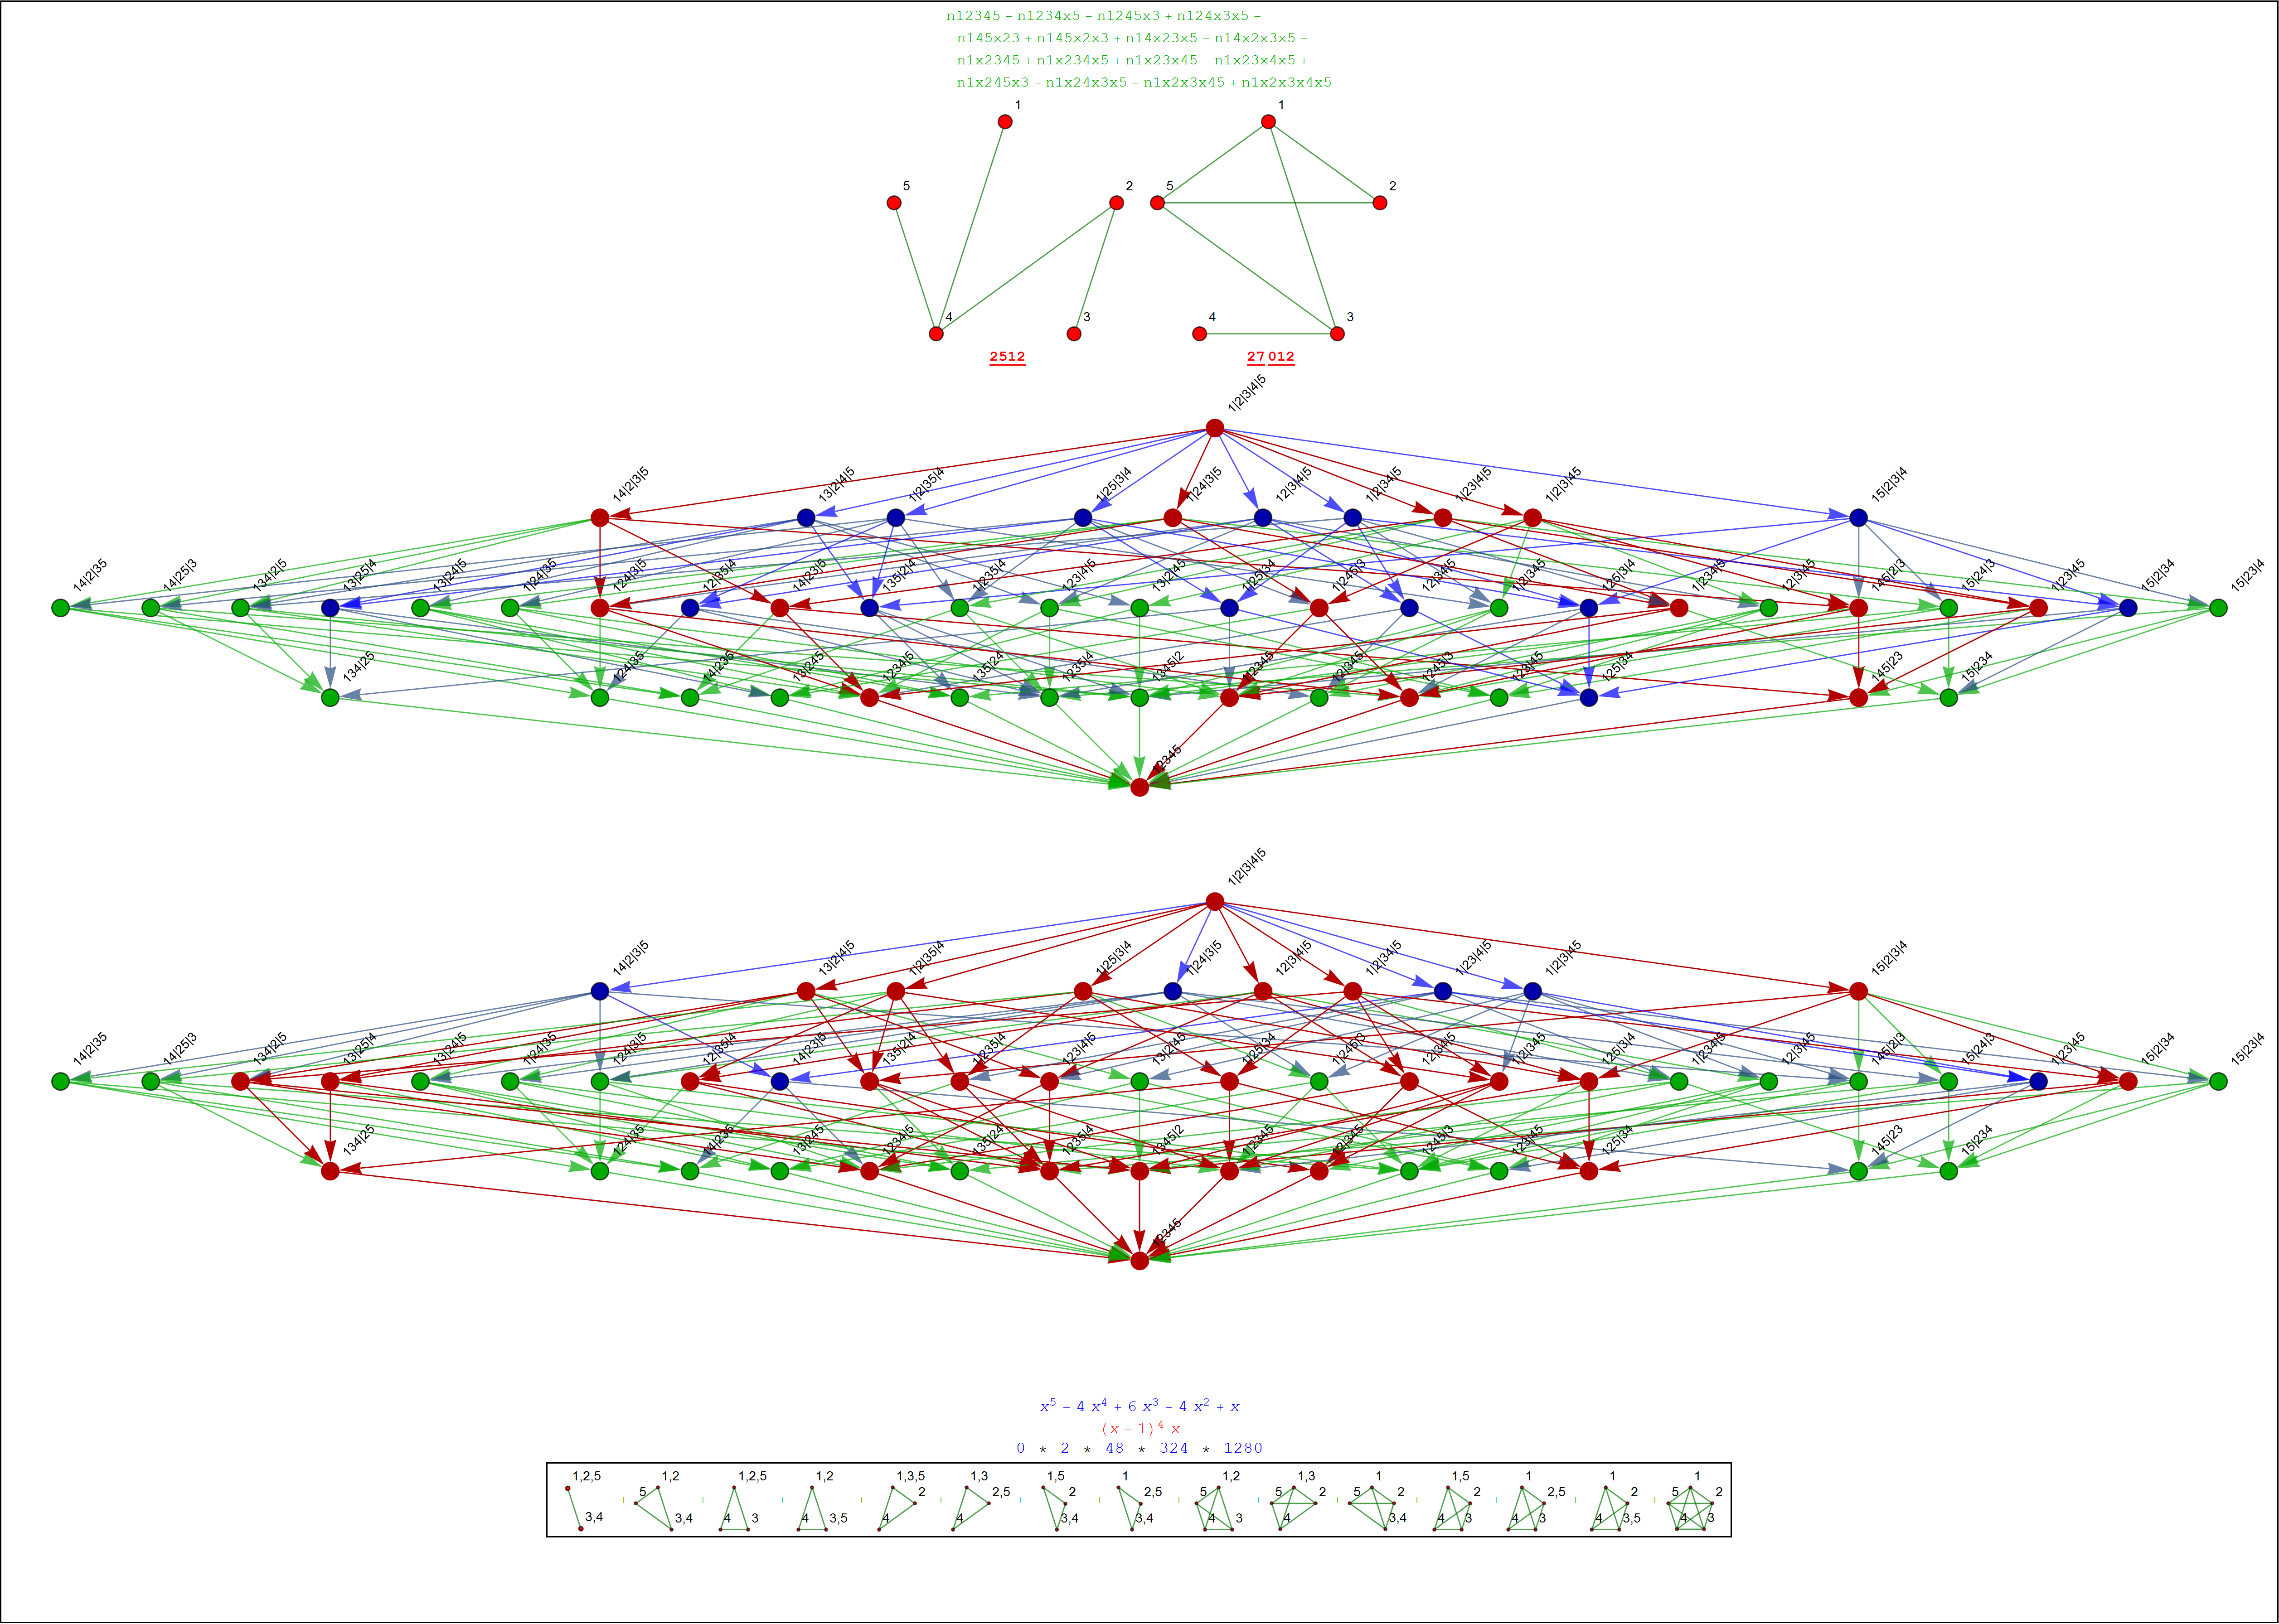 n12345 – n1234x5 – n1245x3 + n124x3x5 –
n145x23 + n145x2x3 + n14x23x5 – n14x2x3x5 –
n1x2345 + n1x234x5 + n1x23x45 – n1x23x4x5 +
n1x245x3 – n1x24x3x5 – n1x2x3x45 + n1x2x3x4x5
1 1
5 2 5 2
4 3 4 3
2512 27 012
1|2|3|4|5
14|2|3|5 13|2|4|5 1|2|35|4 1|25|3|4 1|24|3|5 12|3|4|5 1|2|34|5 1|23|4|5 1|2|3|45 15|2|3|4
14|2|35 14|25|3 134|2|5 13|25|4 13|24|5 1|24|35 124|3|5 12|35|4 14|23|5 135|2|4 1|235|4 123|4|5 13|2|45 1|25|34 1|245|3 12|34|5 1|2|345 125|3|4 1|234|5 12|3|45 145|2|3 15|24|3 1|23|45 15|2|34 15|23|4
134|25 124|35 14|235 13|245 1234|5 135|24 1235|4 1345|2 1|2345 12|345 1245|3 123|45 125|34 145|23 15|234
12345
1|2|3|4|5
14|2|3|5 13|2|4|5 1|2|35|4 1|25|3|4 1|24|3|5 12|3|4|5 1|2|34|5 1|23|4|5 1|2|3|45 15|2|3|4
14|2|35 14|25|3 134|2|5 13|25|4 13|24|5 1|24|35 124|3|5 12|35|4 14|23|5 135|2|4 1|235|4 123|4|5 13|2|45 1|25|34 1|245|3 12|34|5 1|2|345 125|3|4 1|234|5 12|3|45 145|2|3 15|24|3 1|23|45 15|2|34 15|23|4
134|25 124|35 14|235 13|245 1234|5 135|24 1235|4 1345|2 1|2345 12|345 1245|3 123|45 125|34 145|23 15|234
12345
x⁵ – 4 x⁴ + 6 x³ – 4 x² + x
(x – 1)⁴ x
0 * 2 * 48 * 324 * 1280
1,2,5 1,2 1,2,5 1,2 1,3,5 1,3 1,5 1 1,2 1,3 1 1,5 1 1 1
+ 5 + + + 2 + 2,5 + 2 + 2,5 + 5 + 5 2 + 5 2 + 2 + 2,5 + 2 + 5 2
3,4 3,4 4 3 4 3,5 4 4 3,4 3,4 4 3 4 3,4 4 3 4 3 4 3,5 4 3